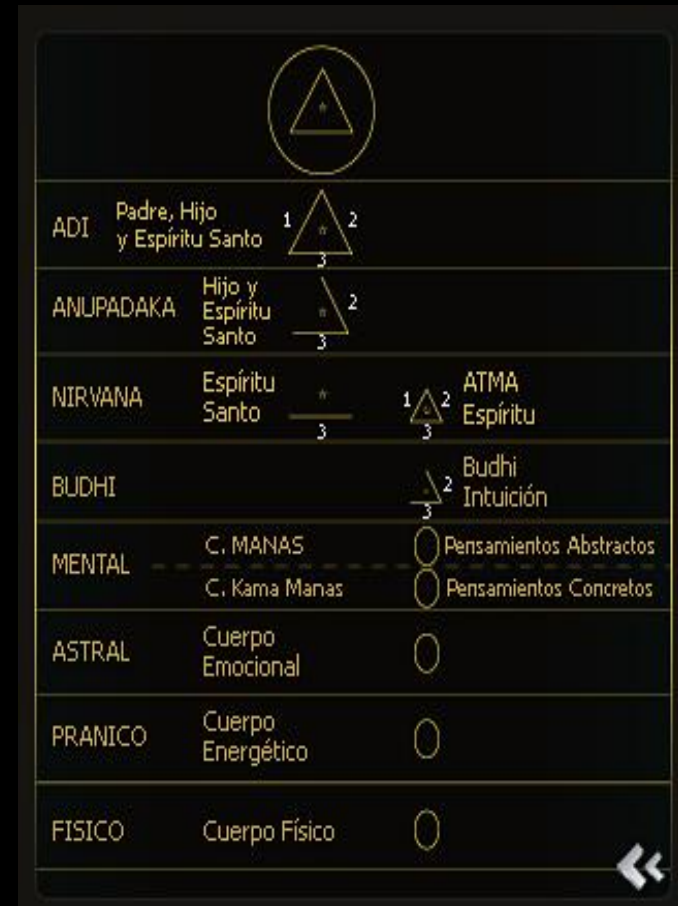 ADI
Padre, Hijo
y Espíritu Santo
1
2
3
ANUPADAKA
Hijo y
Espíritu
Santo
2
3
NIRVANA
Espíritu
Santo
3
1
2
3
ATMA
Espíritu
BUDHI
2
3
Budhi
Intuición
MENTAL
C. MANAS
Pensamientos Abstractos
C. Kama Manas
Pensamientos Concretos
ASTRAL
Cuerpo
Emocional
PRANICO
Cuerpo
Energético
FISICO
Cuerpo Físico